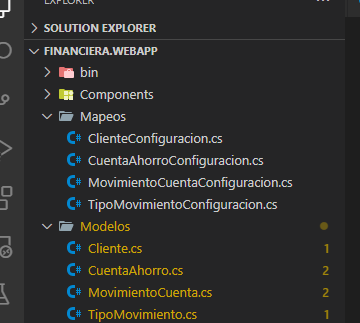 EXPLORER
SOLUTION EXPLORER
FINANCIERA.WEBAPP
bin
Components
Mapeos
C# ClienteConfiguracion.cs
C# CuentaAhorroConfiguracion.cs
C# MovimientoCuentaConfiguracion.cs
C# TipoMovimientoConfiguracion.cs
Modelos
C# Cliente.cs 1
C# CuentaAhorro.cs 2
C# MovimientoCuenta.cs 2
C# TipoMovimiento.cs 1